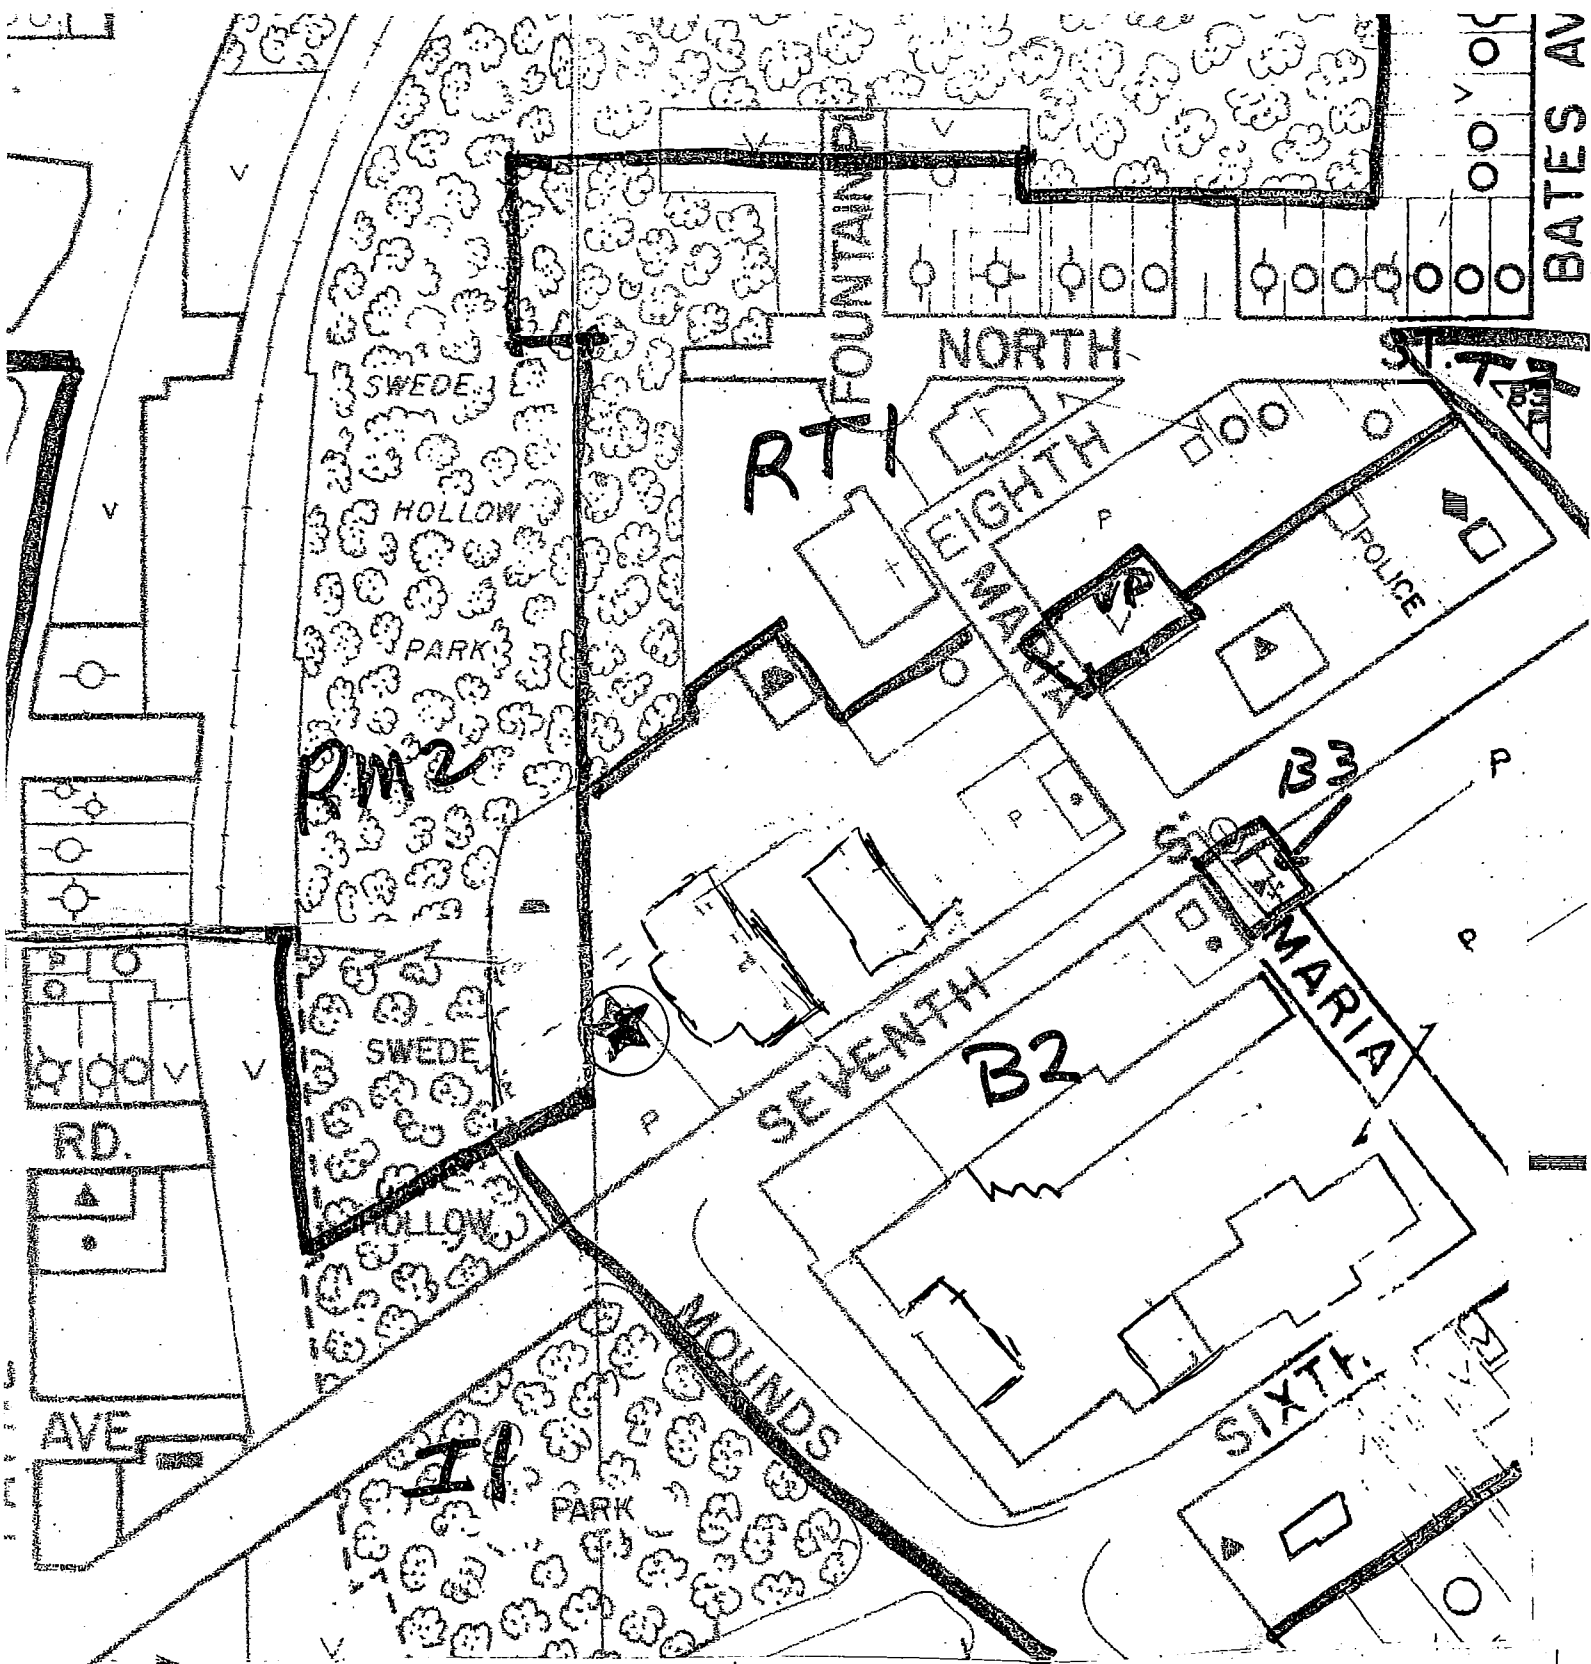 BATES AV
FOUNTAIN PL.
NORTH
ST.
SWEDE
HOLLOW
PARK
RT1
EIGHTH
MARIA
P
VP
POLICE
RM2
B3
P
P
P
ST.
MARIA
SEVENTH
B2
P
SWEDE
HOLLOW
RD.
AVE.
MOUNDS
I1
PARK
SIXTH.
V
V
V
V
V
V
V
V